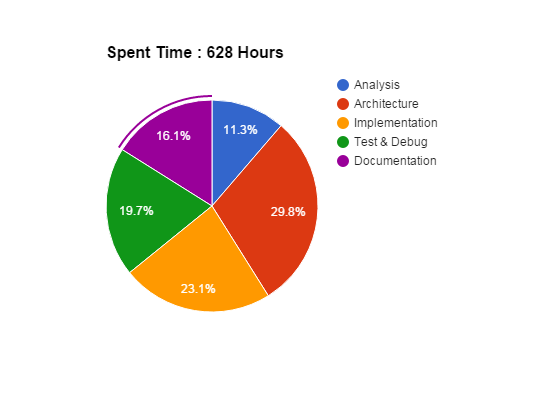 Spent Time : 628 Hours
Analysis
Architecture
Implementation
Test & Debug
Documentation
11.3%
29.8%
23.1%
19.7%
16.1%